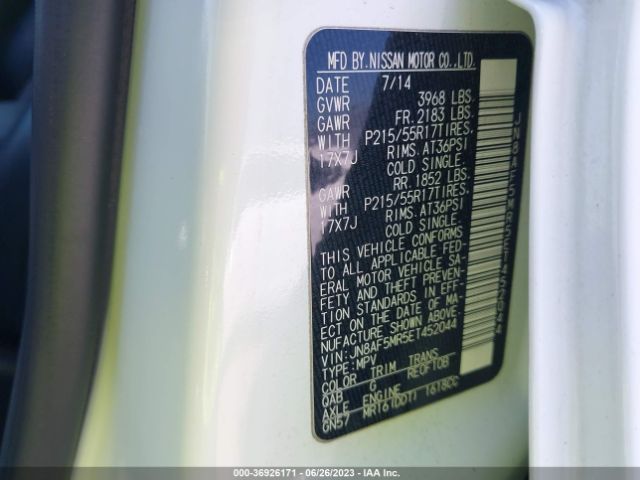 MFD BY.NISSAN MOTOR CO.,LTD.
DATE 7/14
GVWR 3968 LBS.
GAWR FR.2183 LBS.
WITH P215/55R17TIRES.
17X7J RIMS.AT36PSI
COLD SINGLE.
GAWR RR.1852 LBS.
WITH P215/55R17TIRES.
17X7J RIMS.AT36PSI
COLD SINGLE.
THIS VEHICLE CONFORMS
TO ALL APPLICABLE FED-
ERAL MOTOR VEHICLE SA-
FETY AND THEFT PREVEN-
TION STANDARDS IN EFF-
ECT ON THE DATE OF MA-
NUFACTURE SHOWN ABOVE.
VIN:JN8AF5MR5ET452044
TYPE:MPV
COLOR TRIM TRANS
QAB G RE0F10B
AXLE ENGINE
GN57 MR16(DDT) 1618CC
JN8AF5MR5ET452044
000-36926171 - 06/26/2023 - IAA Inc.